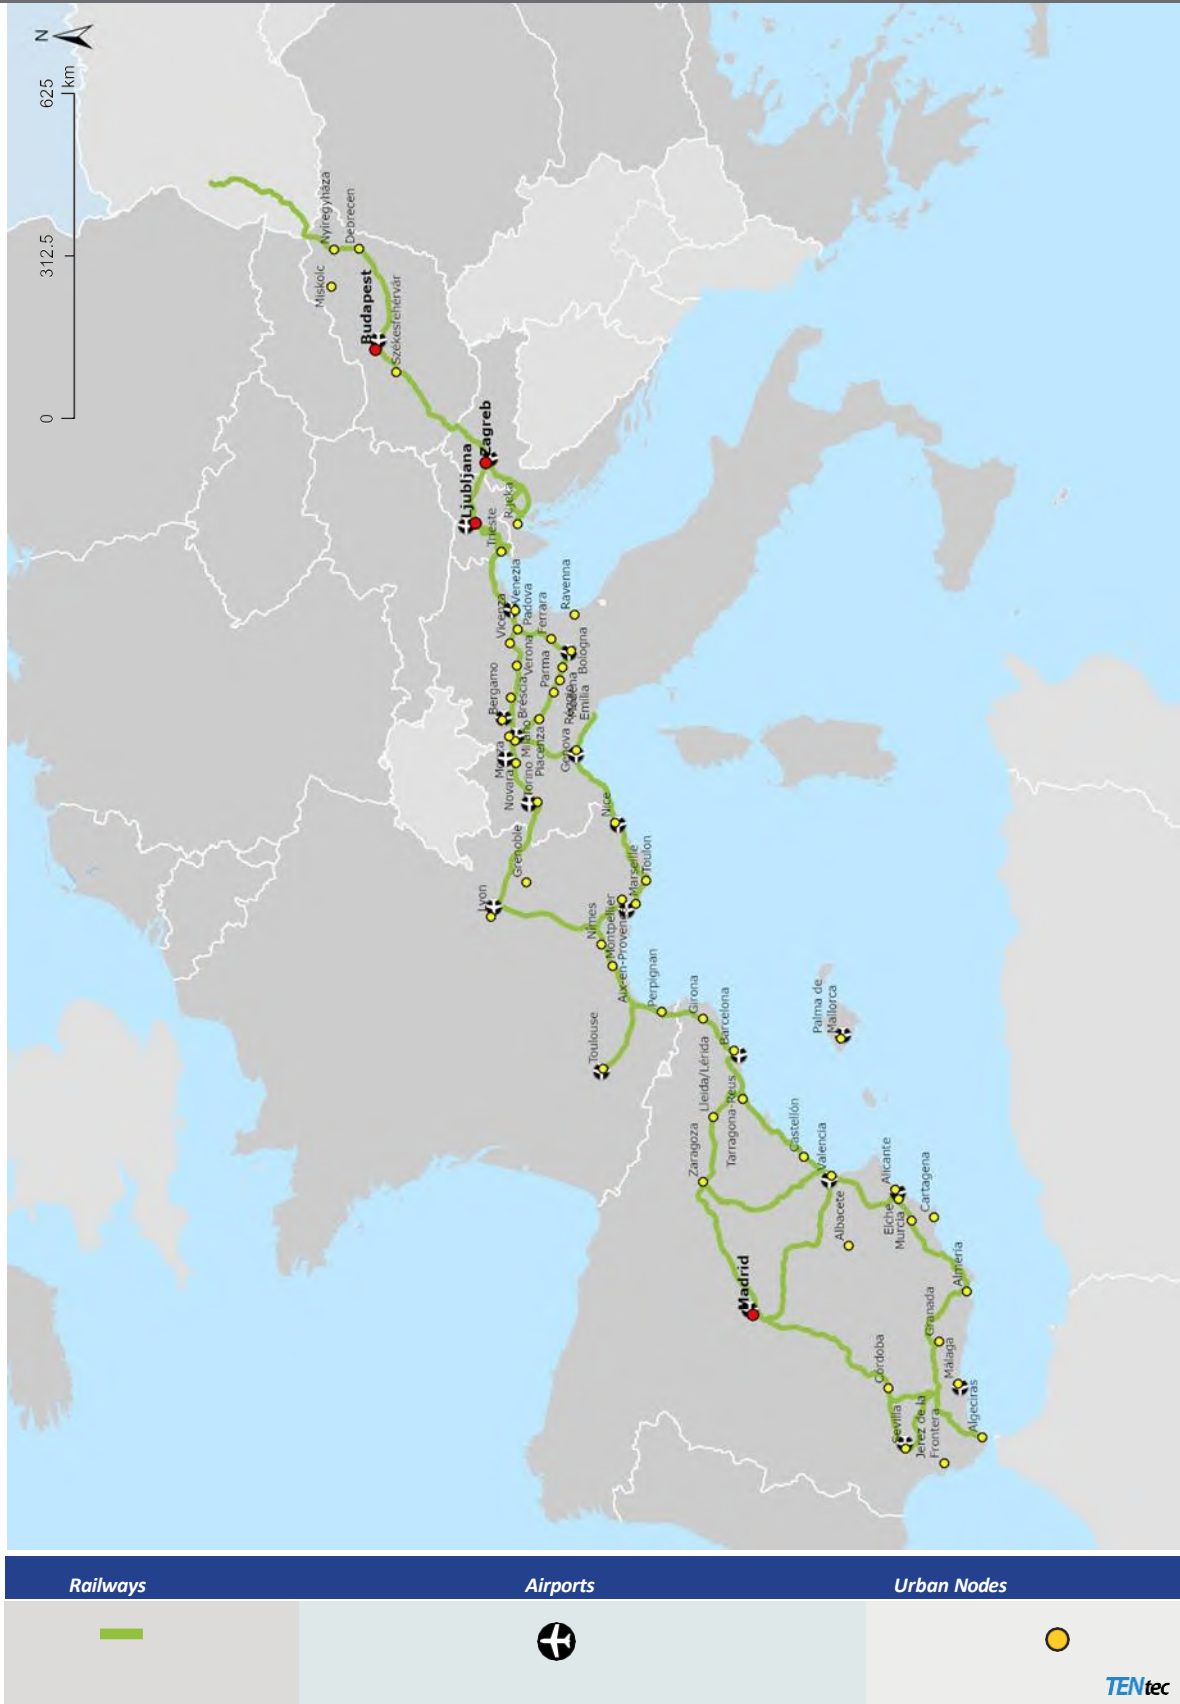 N
625
km
312.5
0
Nyíregyháza
Debrecen
Miskolc
Budapest
Székesfehérvár
Zagreb
Ljubljana
Rijeka
Trieste
Venezia
Vicenza
Padova
Ferrara
Ravenna
Verona
Bologna
Parma
Bergamo
Brescia
Modena
Reggio
Emilia
Milano
Monza
Piacenza
Genova
Novara
Torino
Nice
Grenoble
Toulon
Marseille
Lyon
Nîmes
Montpellier
Aix-en-Provence
Perpignan
Girona
Toulouse
Barcelona
Palma de
Mallorca
Lleida/Lérida
Tarragona-Reus
Zaragoza
Castellón
Valencia
Alicante
Cartagena
Elche
Murcia
Albacete
Madrid
Almería
Granada
Málaga
Córdoba
Algeciras
Sevilla
Jerez de la
Frontera
Railways
Airports
Urban Nodes
TENtec